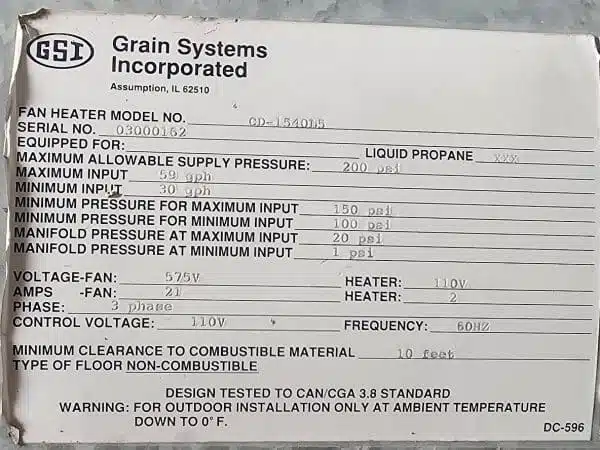 GSI Grain Systems
Incorporated
Assumption, IL 62510
FAN HEATER MODEL NO. CD-1540L5
SERIAL NO. 03000162
EQUIPPED FOR: LIQUID PROPANE XXX
MAXIMUM ALLOWABLE SUPPLY PRESSURE: 200 psi
MAXIMUM INPUT 59 gph
MINIMUM INPUT 30 gph
MINIMUM PRESSURE FOR MAXIMUM INPUT 150 psi
MINIMUM PRESSURE FOR MINIMUM INPUT 100 psi
MANIFOLD PRESSURE AT MAXIMUM INPUT 20 psi
MANIFOLD PRESSURE AT MINIMUM INPUT 1 psi
VOLTAGE-FAN: 575V HEATER: 110V
AMPS -FAN: 21 HEATER: 2
PHASE: 3 phase
CONTROL VOLTAGE: 110V FREQUENCY: 60HZ
MINIMUM CLEARANCE TO COMBUSTIBLE MATERIAL 10 feet
TYPE OF FLOOR NON-COMBUSTIBLE
DESIGN TESTED TO CAN/CGA 3.8 STANDARD
WARNING: FOR OUTDOOR INSTALLATION ONLY AT AMBIENT TEMPERATURE
DOWN TO 0° F.
DC-596